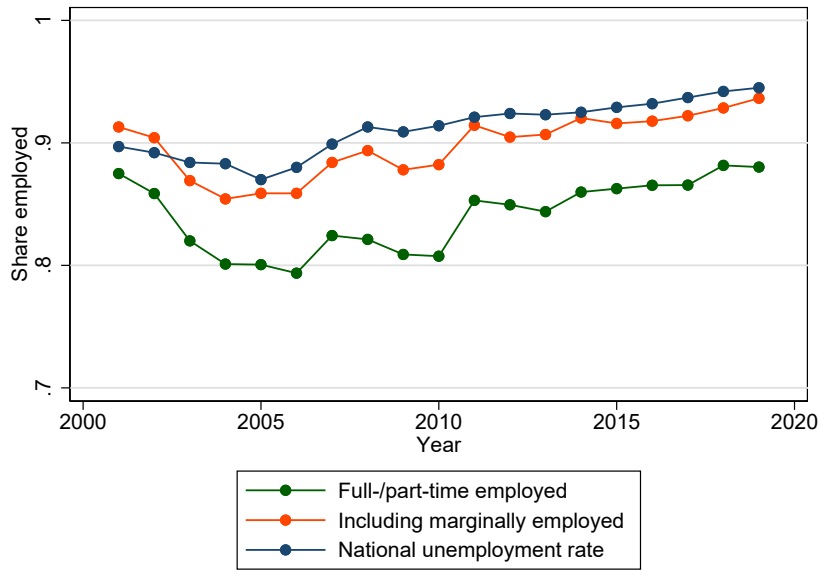 1
.9
.8
.7
Share employed
2000 2005 2010 2015 2020
Year
Full-/part-time employed
Including marginally employed
National unemployment rate